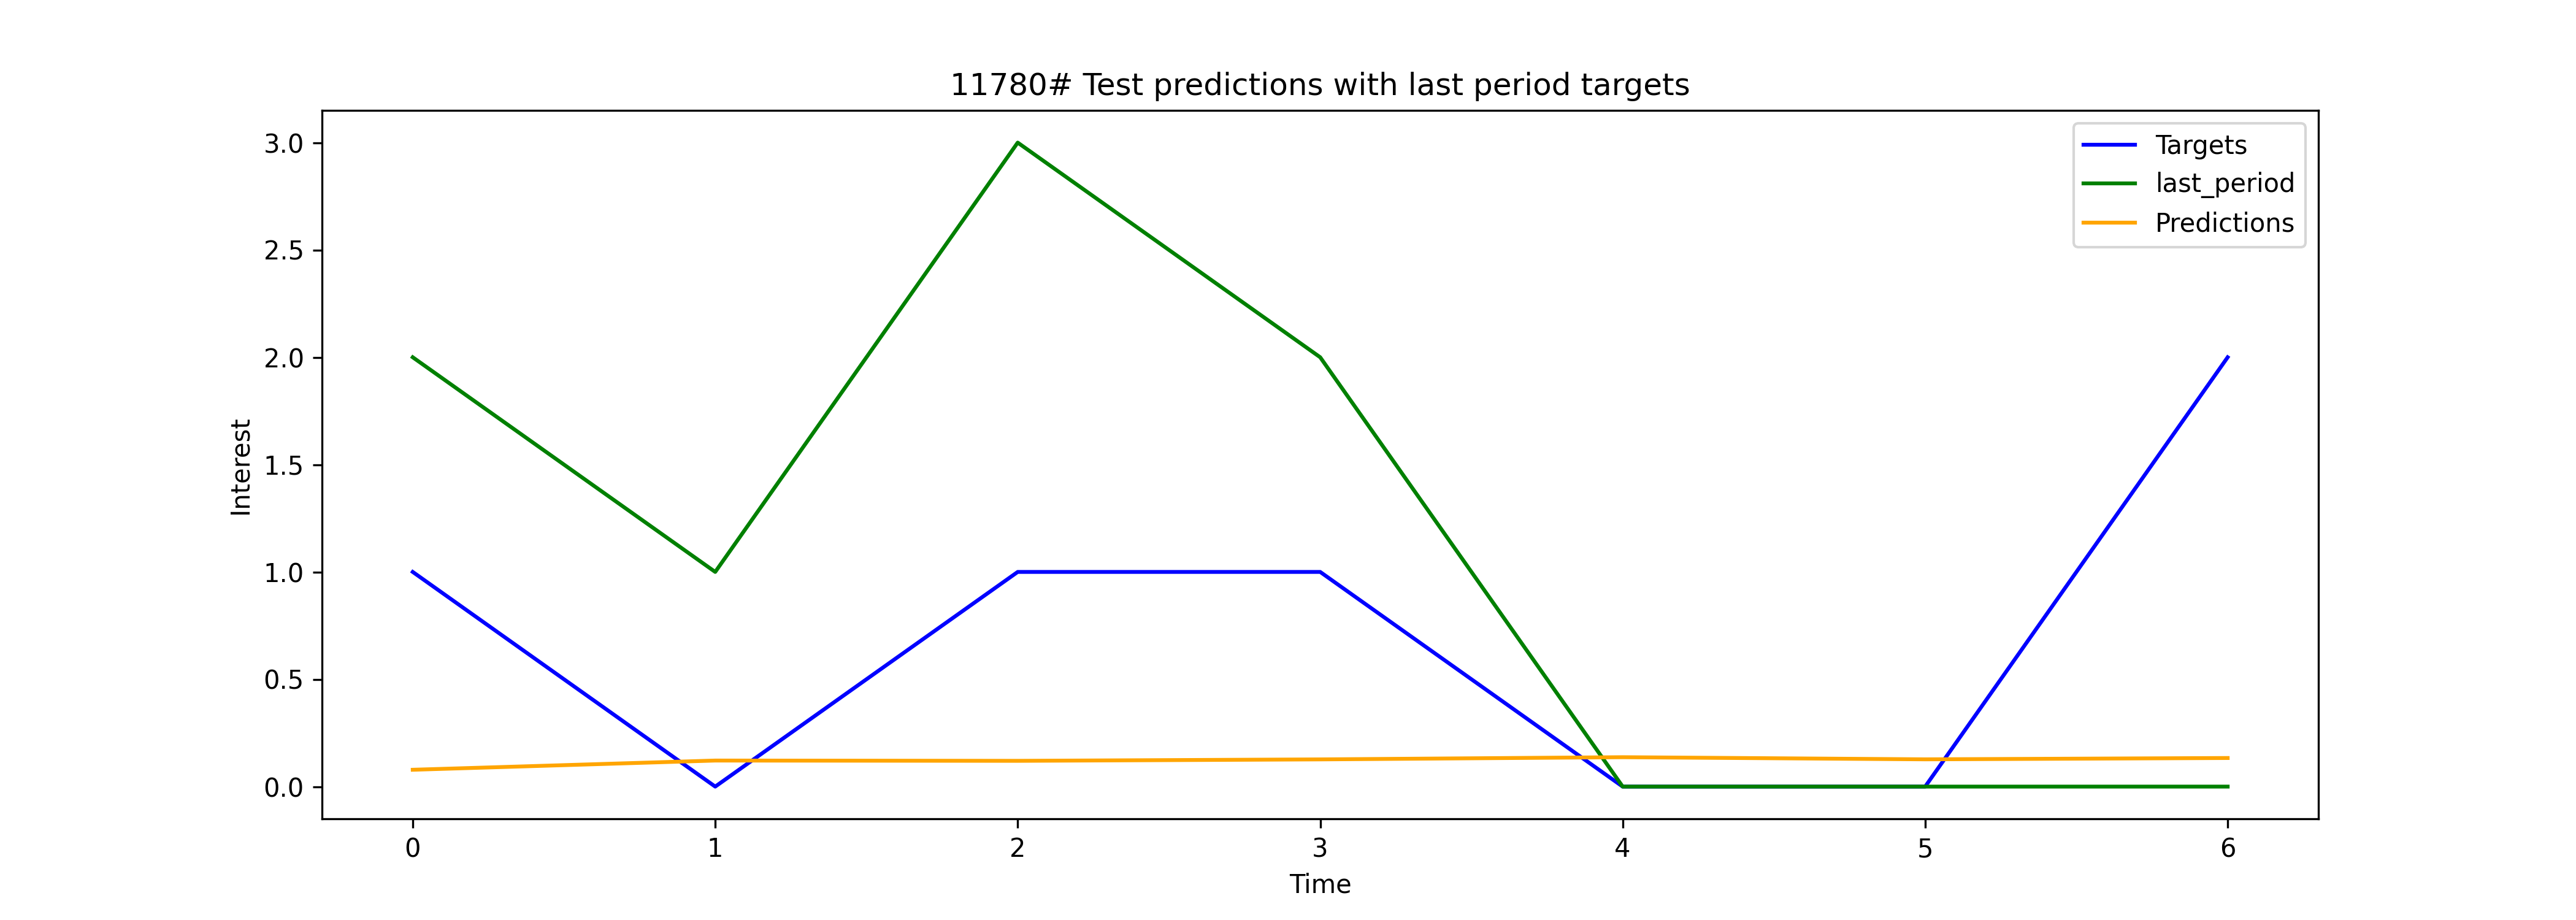 11780# Test predictions with last period targets
Targets
last_period
Predictions
3.0
2.5
2.0
1.5
1.0
0.5
0.0
Interest
0 1 2 3 4 5 6
Time